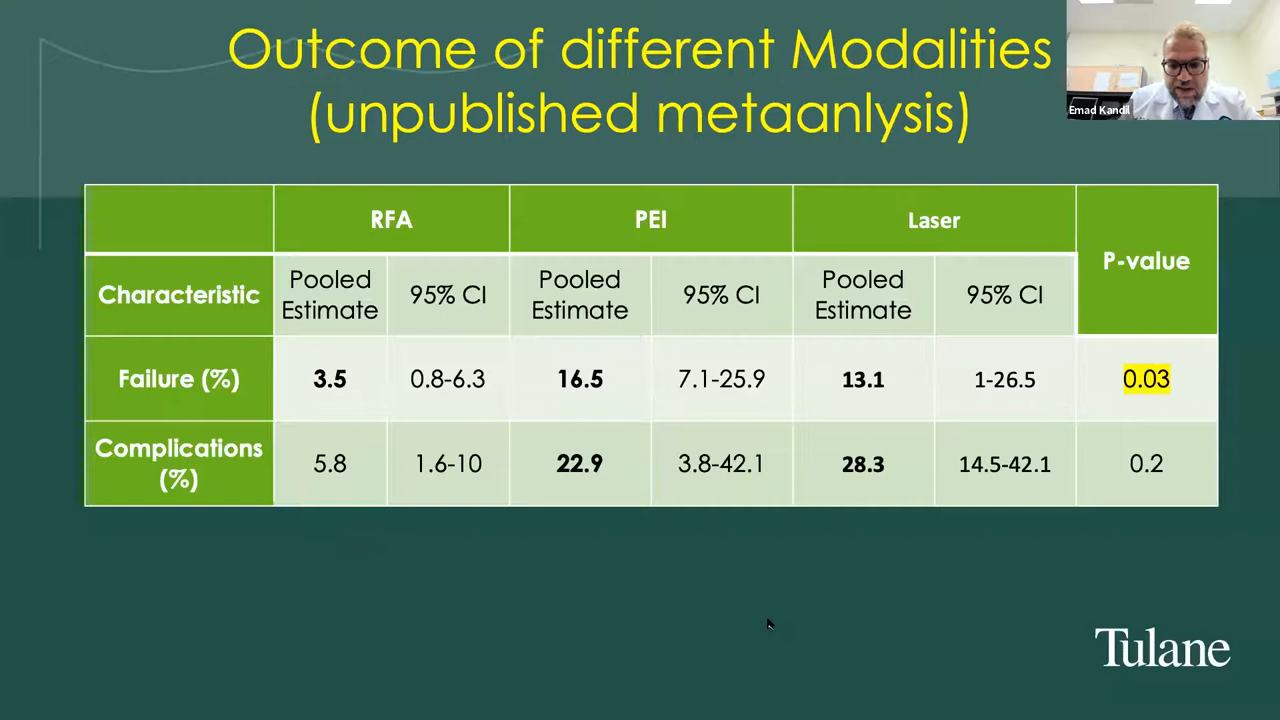 Outcome of different Modalities
(unpublished metaanlysis)
Emad Kandil
RFA PEI Laser P-value
Characteristic Pooled Estimate 95% CI Pooled Estimate 95% CI Pooled Estimate 95% CI
Failure (%) 3.5 0.8-6.3 16.5 7.1-25.9 13.1 1-26.5 0.03
Complications (%) 5.8 1.6-10 22.9 3.8-42.1 28.3 14.5-42.1 0.2
Tulane